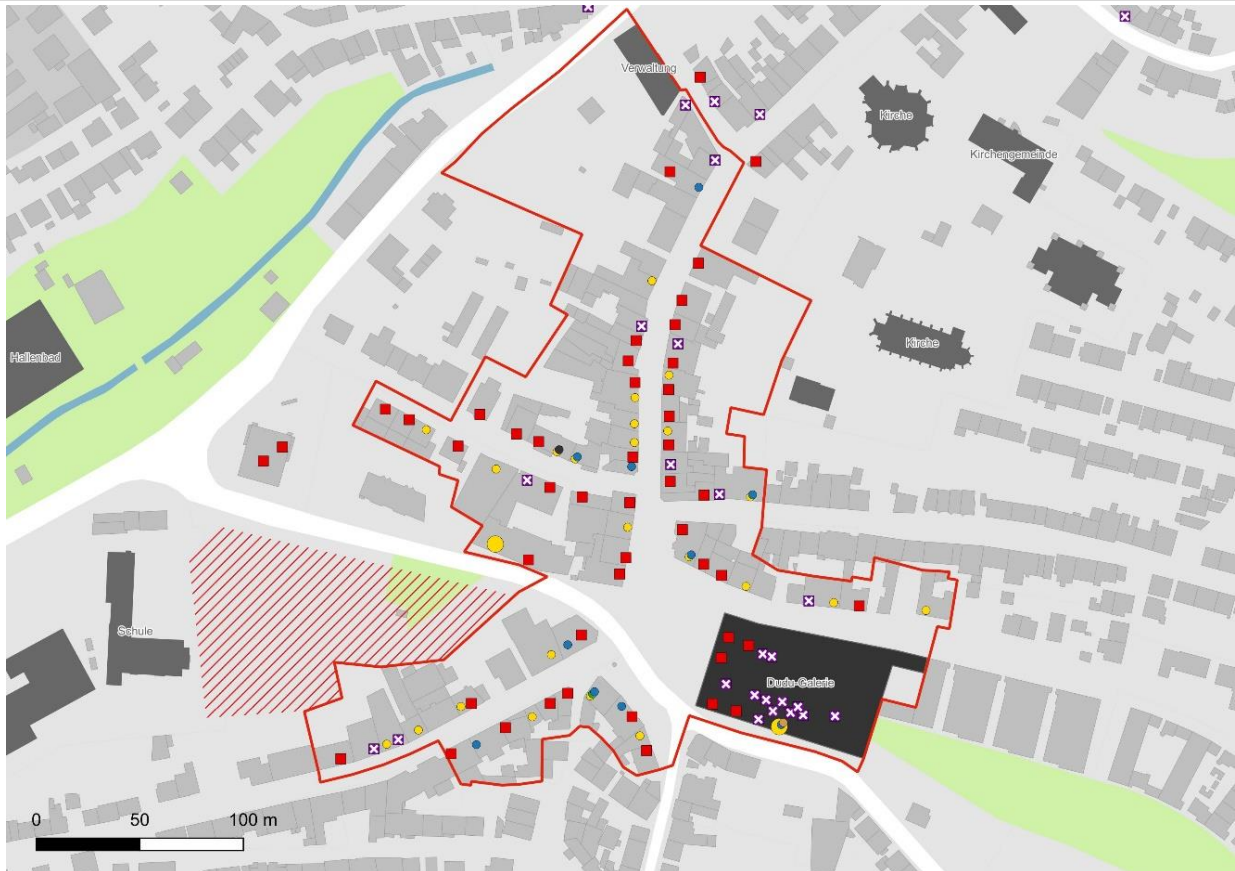 Verwaltung
Kirche
Kirchengemeinde
Kirche
Hallenbad
Schule
Dudu-Galerie
0 50 100 m